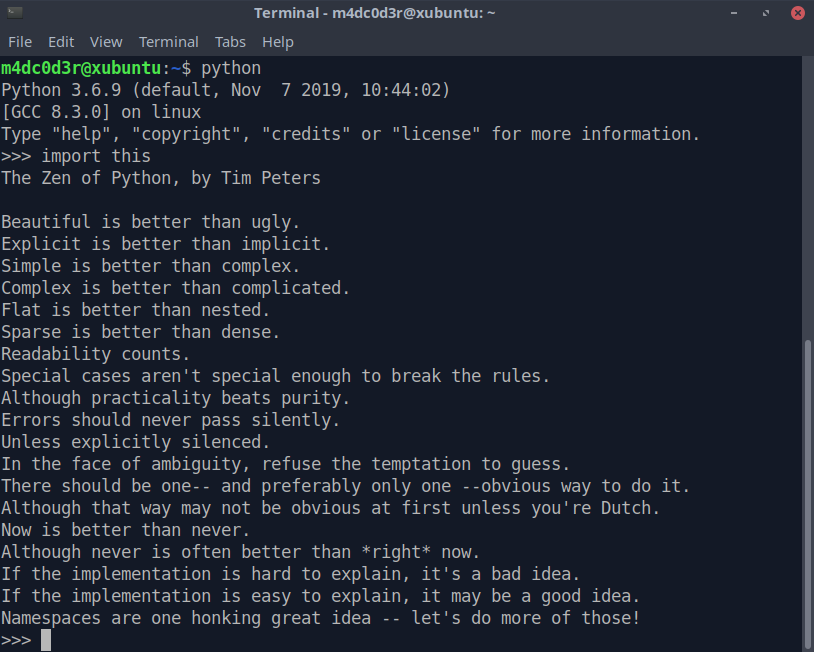 Terminal - m4dc0d3r@xubuntu: ~
File Edit View Terminal Tabs Help
m4dc0d3r@xubuntu:~$ python
Python 3.6.9 (default, Nov  7 2019, 10:44:02)
[GCC 8.3.0] on linux
Type "help", "copyright", "credits" or "license" for more information.
>>> import this
The Zen of Python, by Tim Peters

Beautiful is better than ugly.
Explicit is better than implicit.
Simple is better than complex.
Complex is better than complicated.
Flat is better than nested.
Sparse is better than dense.
Readability counts.
Special cases aren't special enough to break the rules.
Although practicality beats purity.
Errors should never pass silently.
Unless explicitly silenced.
In the face of ambiguity, refuse the temptation to guess.
There should be one-- and preferably only one --obvious way to do it.
Although that way may not be obvious at first unless you're Dutch.
Now is better than never.
Although never is often better than *right* now.
If the implementation is hard to explain, it's a bad idea.
If the implementation is easy to explain, it may be a good idea.
Namespaces are one honking great idea -- let's do more of those!
>>>